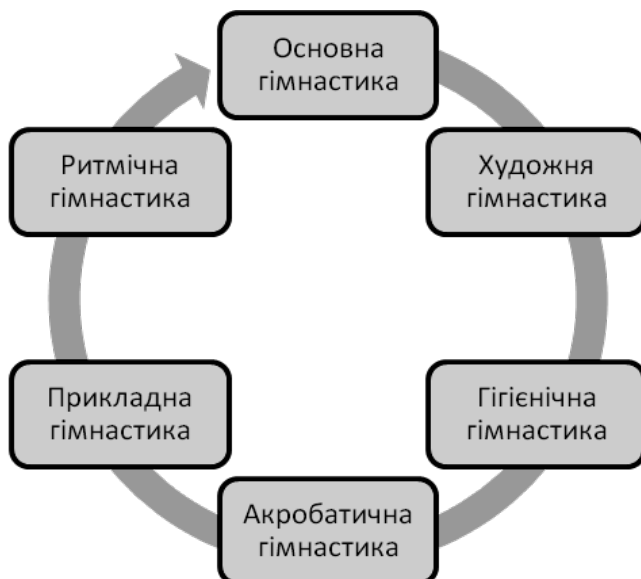 Основна
гімнастика
Художня
гімнастика
Гігієнічна
гімнастика
Акробатична
гімнастика
Прикладна
гімнастика
Ритмічна
гімнастика